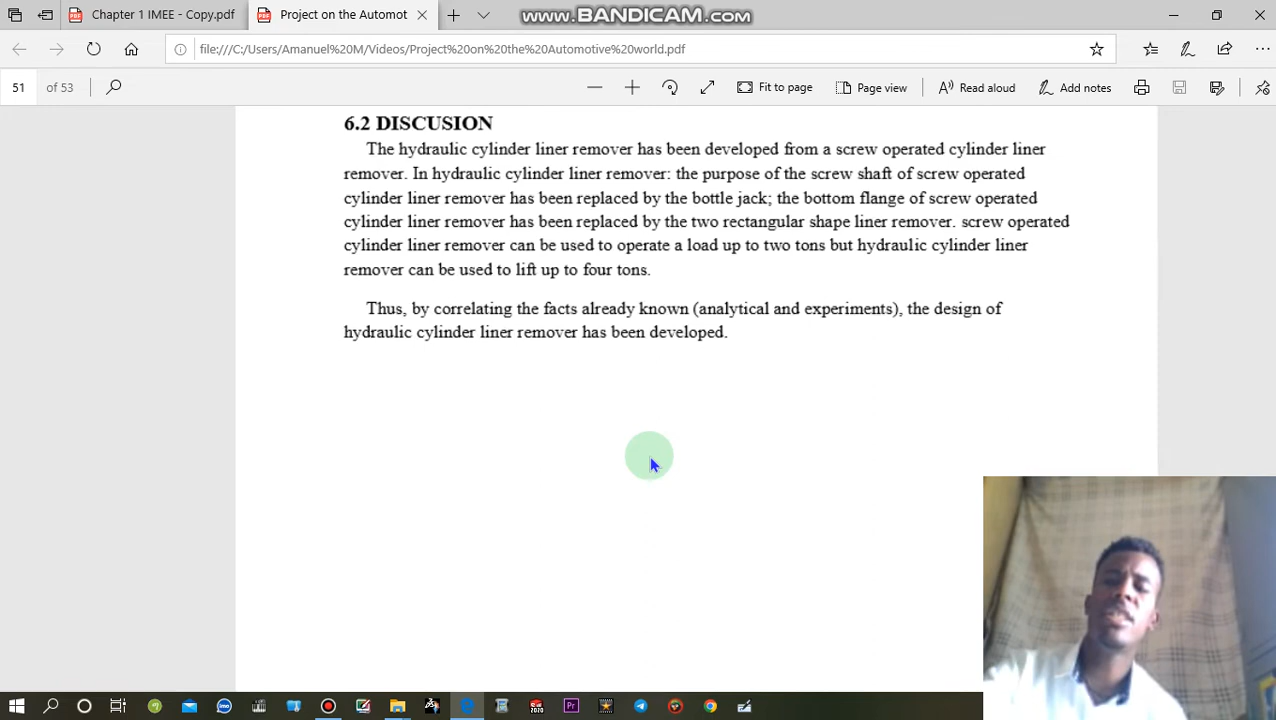 Chapter 1 IMEE - Copy.pdf
Project on the Automot
www.BANDICAM.com
file:///C:/Users/Amanuel%20M/Videos/Project%20on%20the%20Automotive%20world.pdf
51 of 53
Fit to page
Page view
Read aloud
Add notes
6.2 DISCUSION
The hydraulic cylinder liner remover has been developed from a screw operated cylinder liner
remover. In hydraulic cylinder liner remover: the purpose of the screw shaft of screw operated
cylinder liner remover has been replaced by the bottle jack; the bottom flange of screw operated
cylinder liner remover has been replaced by the two rectangular shape liner remover. screw operated
cylinder liner remover can be used to operate a load up to two tons but hydraulic cylinder liner
remover can be used to lift up to four tons.
Thus, by correlating the facts already known (analytical and experiments), the design of
hydraulic cylinder liner remover has been developed.